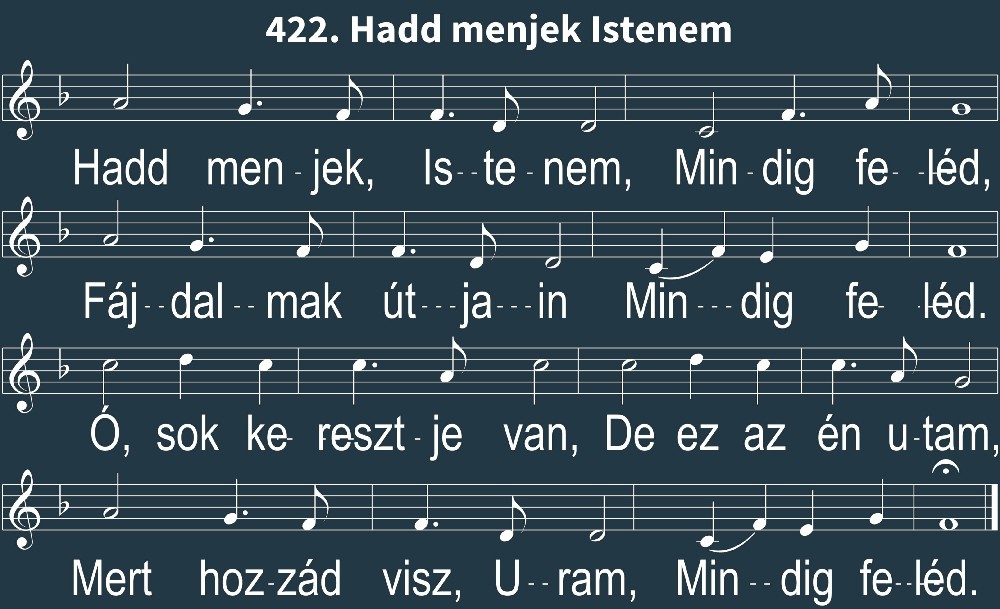 422. Hadd menjek Istenem
Hadd men - jek, Is - - te - nem, Min - dig fe - - léd,
Fáj - - dal - - mak út - - - ja - - - in Min - - - dig fe - léd.
Ó, sok ke - reszt - je van, De ez az én u - tam,
Mert hoz - zád visz, U - - ram, Min - - dig fe - - léd.